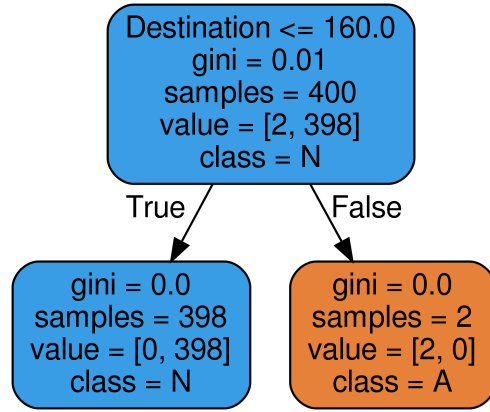 Destination <= 160.0
gini = 0.01
samples = 400
value = [2, 398]
class = N
True
False
gini = 0.0
samples = 398
value = [0, 398]
class = N
gini = 0.0
samples = 2
value = [2, 0]
class = A